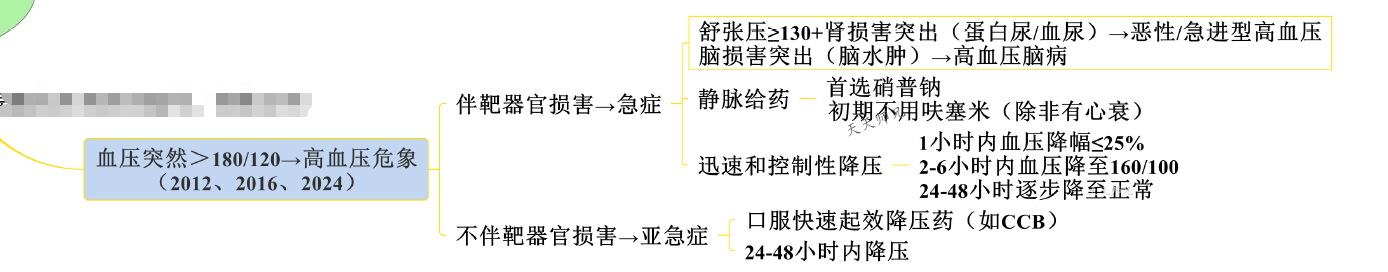 舒张压≥130+肾损害突出（蛋白尿/血尿）→恶性/急进型高血压
脑损害突出（脑水肿）→高血压脑病
伴靶器官损害→急症
静脉给药
首选硝普钠
初期不用呋塞米（除非有心衰）
迅速和控制性降压
1小时内血压降幅≤25%
2-6小时内血压降至160/100
24-48小时逐步降至正常
血压突然＞180/120→高血压危象
（2012、2016、2024）
不伴靶器官损害→亚急症
口服快速起效降压药（如CCB）
24-48小时内降压